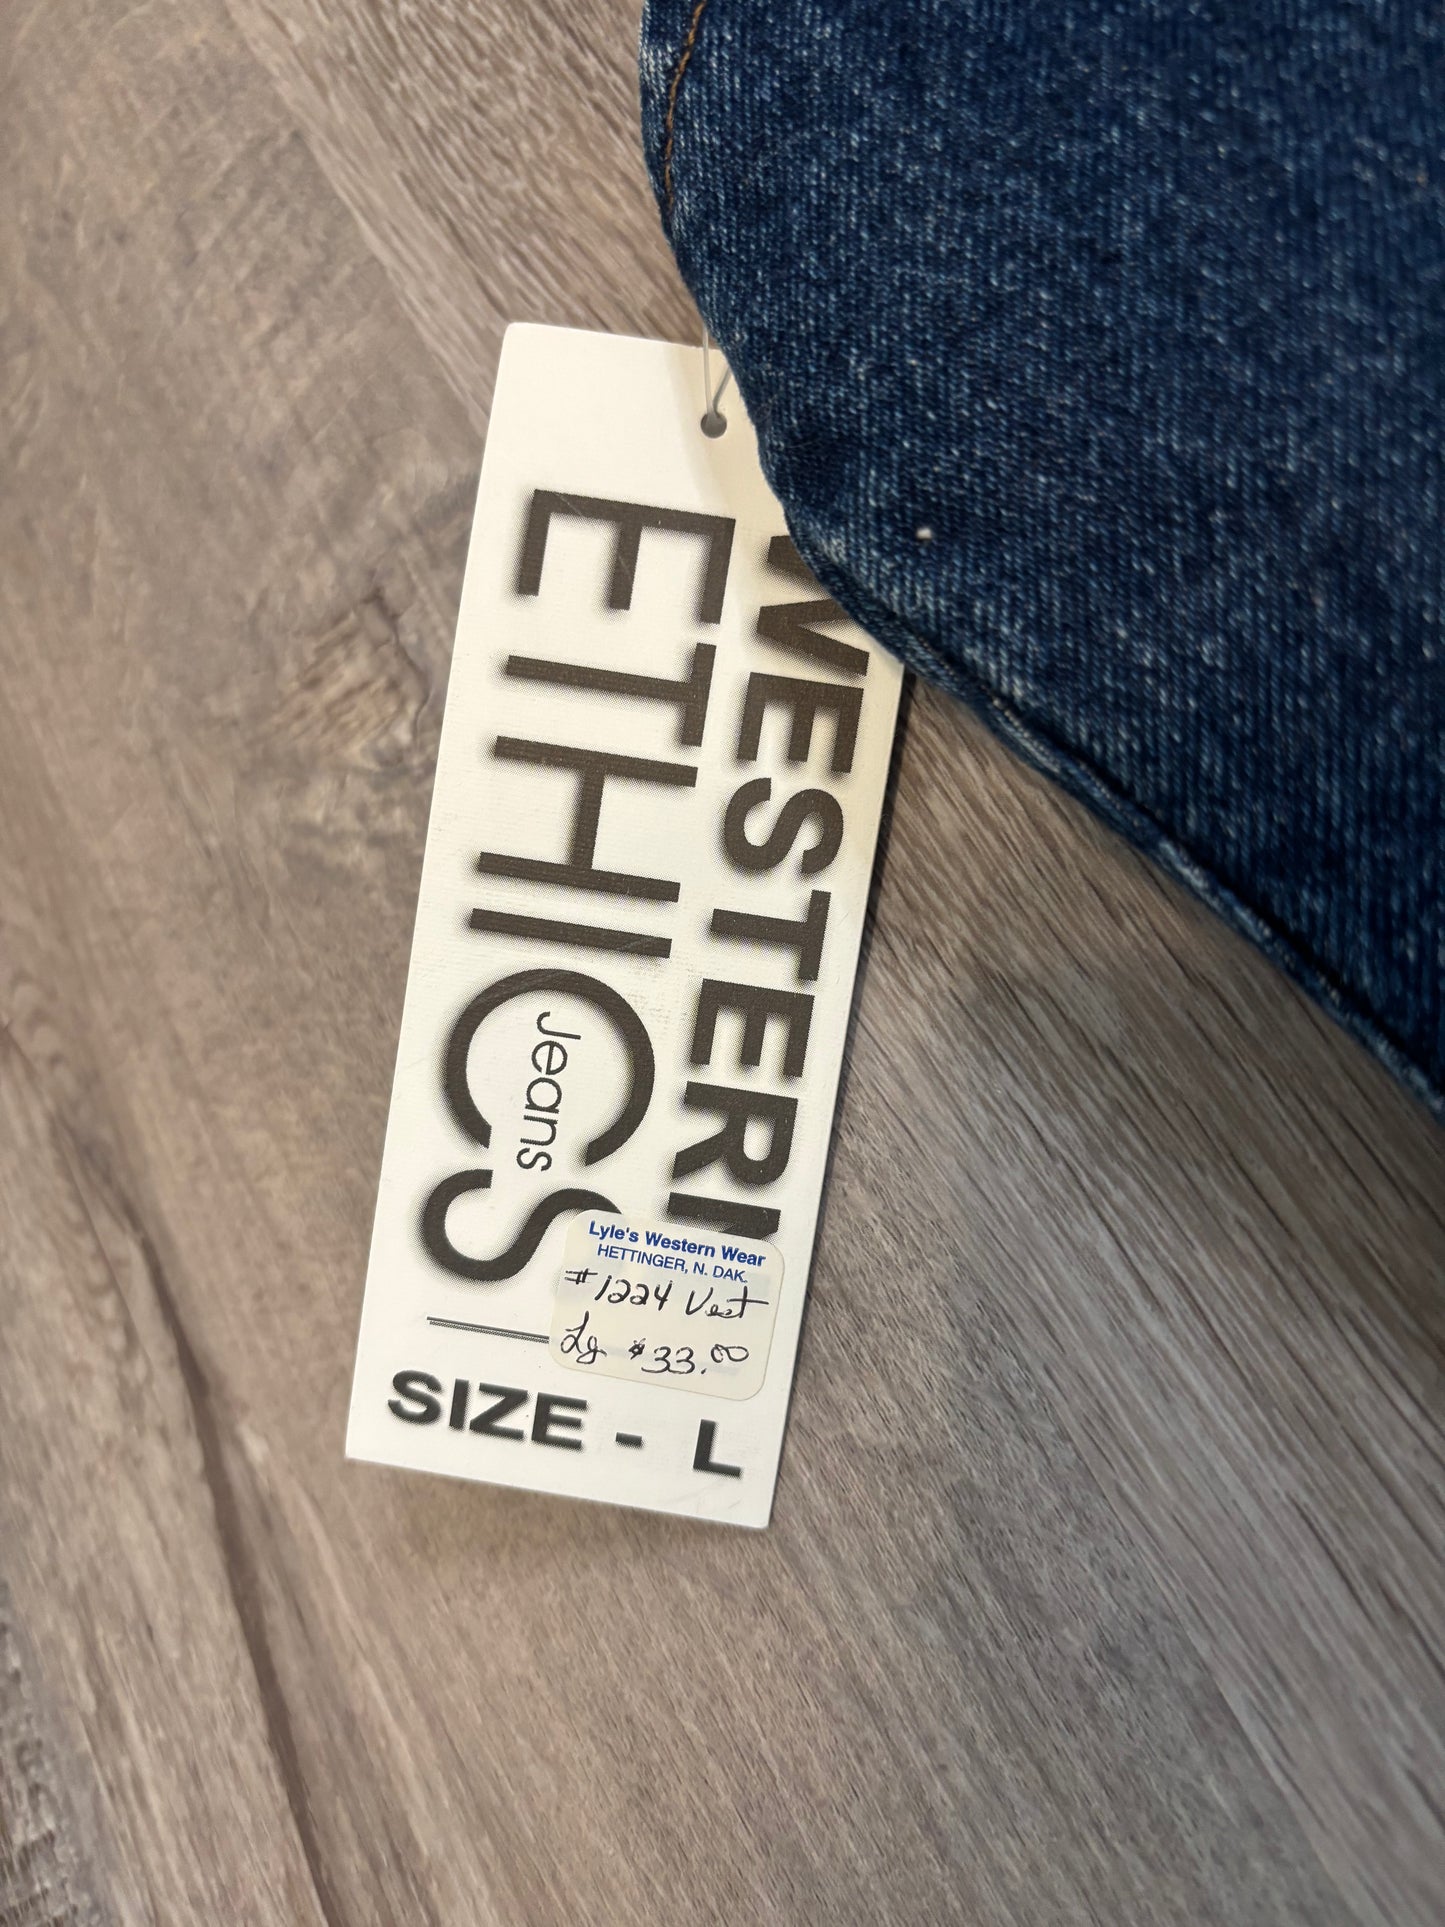 WESTERN
ETHICS
Jeans
Lyle's Western Wear
HETTINGER, N. DAK.
#1224 Vest
Lg $33.00
SIZE - L